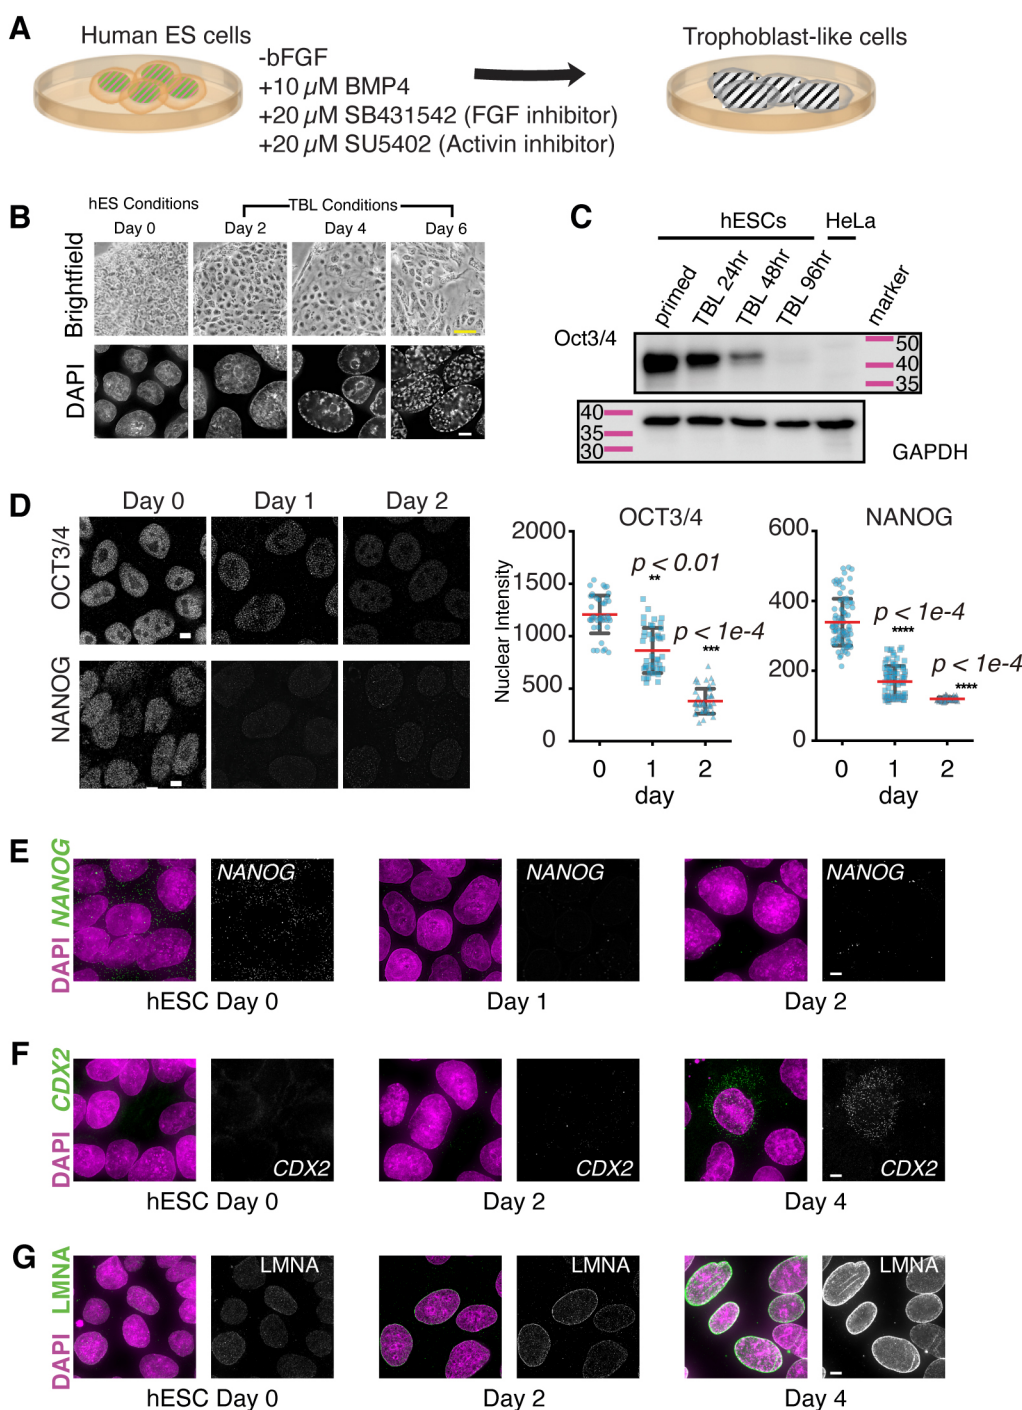 A
Human ES cells
-bFGF
+10 µM BMP4
+20 µM SB431542 (FGF inhibitor)
+20 µM SU5402 (Activin inhibitor)
Trophoblast-like cells
B
hES Conditions
TBL Conditions
Day 0
Day 2
Day 4
Day 6
Brightfield
DAPI
C
hESCs
HeLa
primed
TBL 24hr
TBL 48hr
TBL 96hr
marker
Oct3/4
50
40
35
40
35
30
GAPDH
D
Day 0
Day 1
Day 2
OCT3/4
NANOG
OCT3/4
Nuclear Intensity
2000
1500
1000
500
0
p < 0.01
**
p < 1e-4
***
0 1 2
day
NANOG
600
400
200
0
p < 1e-4
****
p < 1e-4
****
0 1 2
day
E
DAPI NANOG
NANOG
NANOG
NANOG
hESC Day 0
Day 1
Day 2
F
DAPI CDX2
CDX2
CDX2
CDX2
hESC Day 0
Day 2
Day 4
G
DAPI LMNA
LMNA
LMNA
LMNA
hESC Day 0
Day 2
Day 4